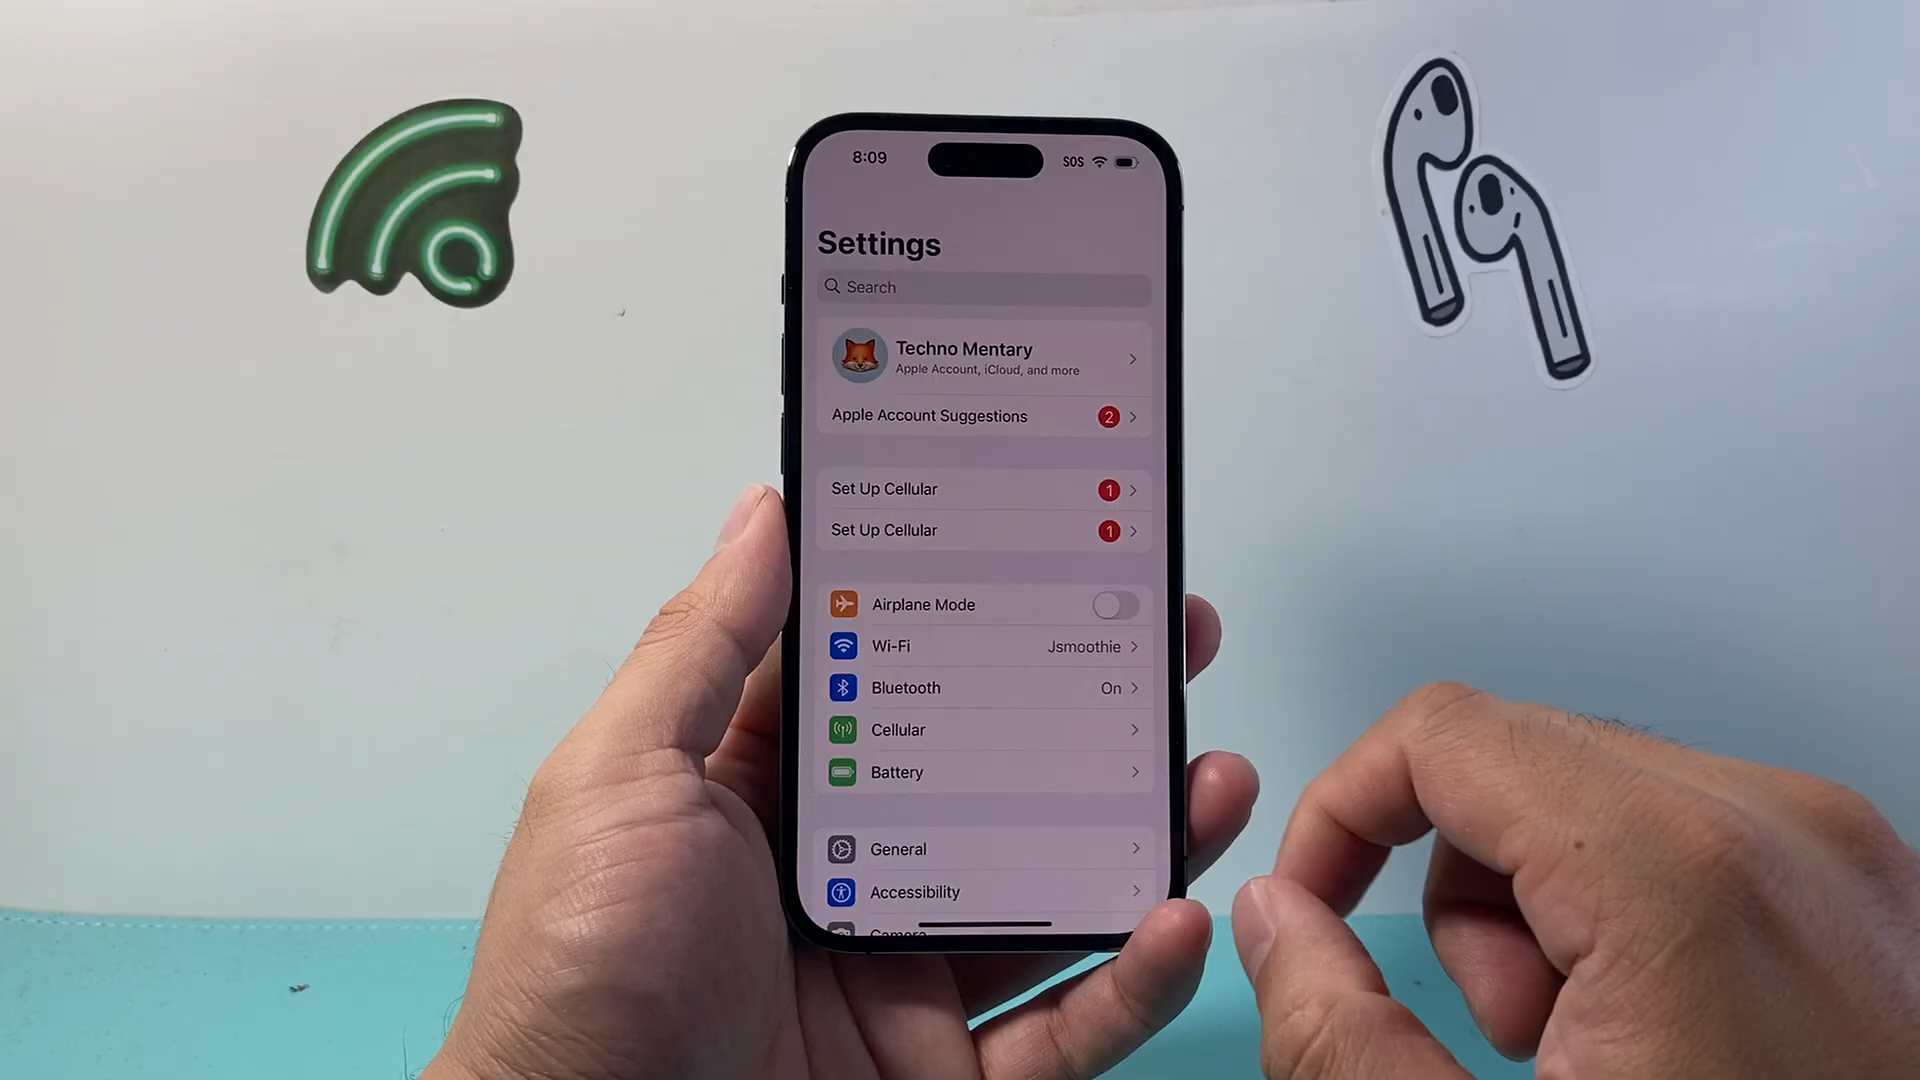 8:09 SOS
Settings
Search
Techno Mentary
Apple Account, iCloud, and more
Apple Account Suggestions 2
Set Up Cellular 1
Set Up Cellular 1
Airplane Mode
Wi-Fi Jsmoothie
Bluetooth On
Cellular
Battery
General
Accessibility
Camera